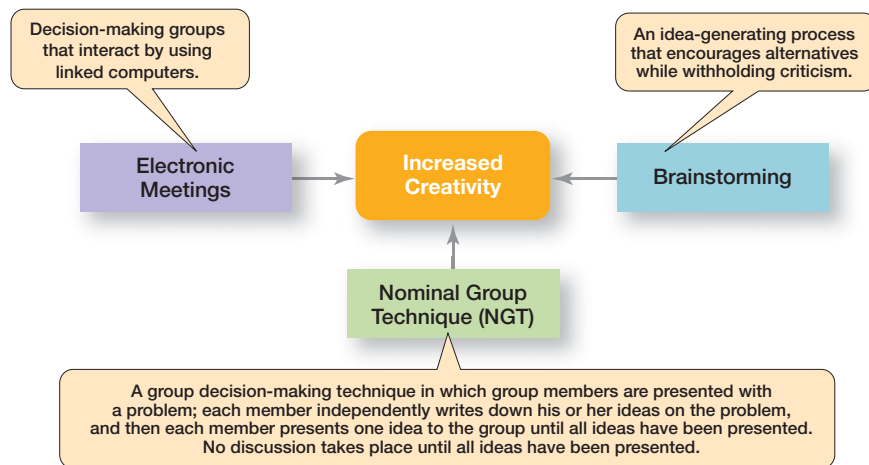 Decision-making groups
that interact by using
linked computers.
An idea-generating process
that encourages alternatives
while withholding criticism.
Electronic
Meetings
Increased
Creativity
Brainstorming
Nominal Group
Technique (NGT)
A group decision-making technique in which group members are presented with
a problem; each member independently writes down his or her ideas on the problem,
and then each member presents one idea to the group until all ideas have been presented.
No discussion takes place until all ideas have been presented.